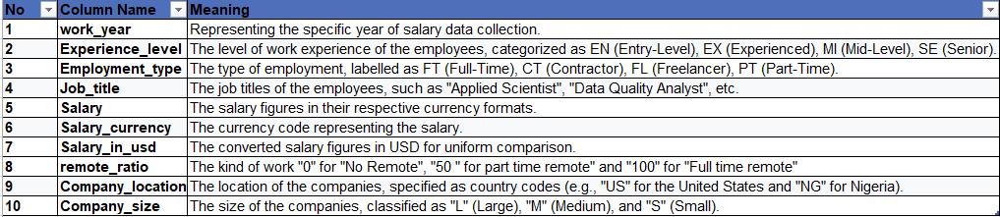 No Column Name Meaning
1 work_year Representing the specific year of salary data collection.
2 Experience_level The level of work experience of the employees, categorized as EN (Entry-Level), EX (Experienced), MI (Mid-Level), SE (Senior).
3 Employment_type The type of employment, labelled as FT (Full-Time), CT (Contractor), FL (Freelancer), PT (Part-Time).
4 Job_title The job titles of the employees, such as "Applied Scientist", "Data Quality Analyst", etc.
5 Salary The salary figures in their respective currency formats.
6 Salary_currency The currency code representing the salary.
7 Salary_in_usd The converted salary figures in USD for uniform comparison.
8 remote_ratio The kind of work "0" for "No Remote", "50 " for part time remote" and "100" for "Full time remote"
9 Company_location The location of the companies, specified as country codes (e.g., "US" for the United States and "NG" for Nigeria).
10 Company_size The size of the companies, classified as "L" (Large), "M" (Medium), and "S" (Small).